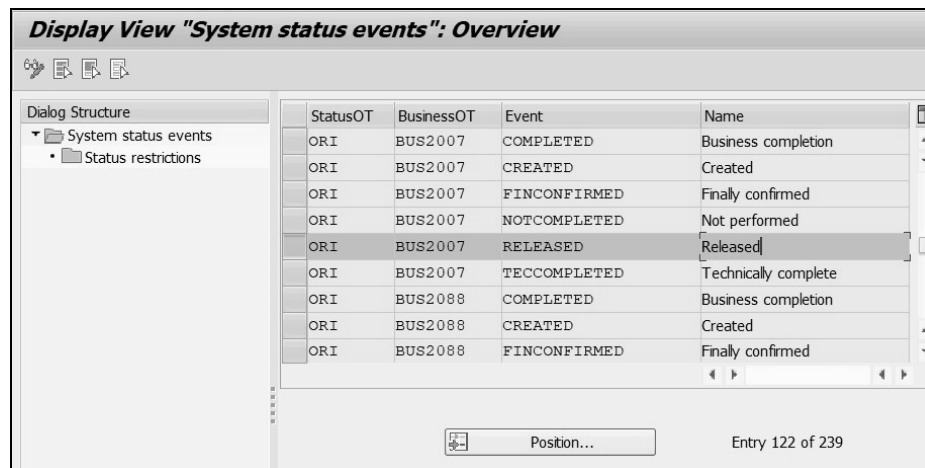 Display View "System status events": Overview
Dialog Structure
System status events
Status restrictions
StatusOT BusinessOT Event Name
ORI BUS2007 COMPLETED Business completion
ORI BUS2007 CREATED Created
ORI BUS2007 FINCONFIRMED Finally confirmed
ORI BUS2007 NOTCOMPLETED Not performed
ORI BUS2007 RELEASED Released
ORI BUS2007 TECCOMPLETED Technically complete
ORI BUS2088 COMPLETED Business completion
ORI BUS2088 CREATED Created
ORI BUS2088 FINCONFIRMED Finally confirmed
Position... Entry 122 of 239